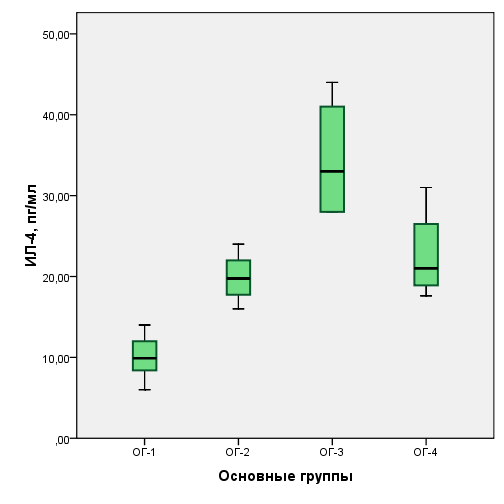 ИЛ-4, пг/мл
50,00
40,00
30,00
20,00
10,00
,00
ОГ-1 ОГ-2 ОГ-3 ОГ-4
Основные группы